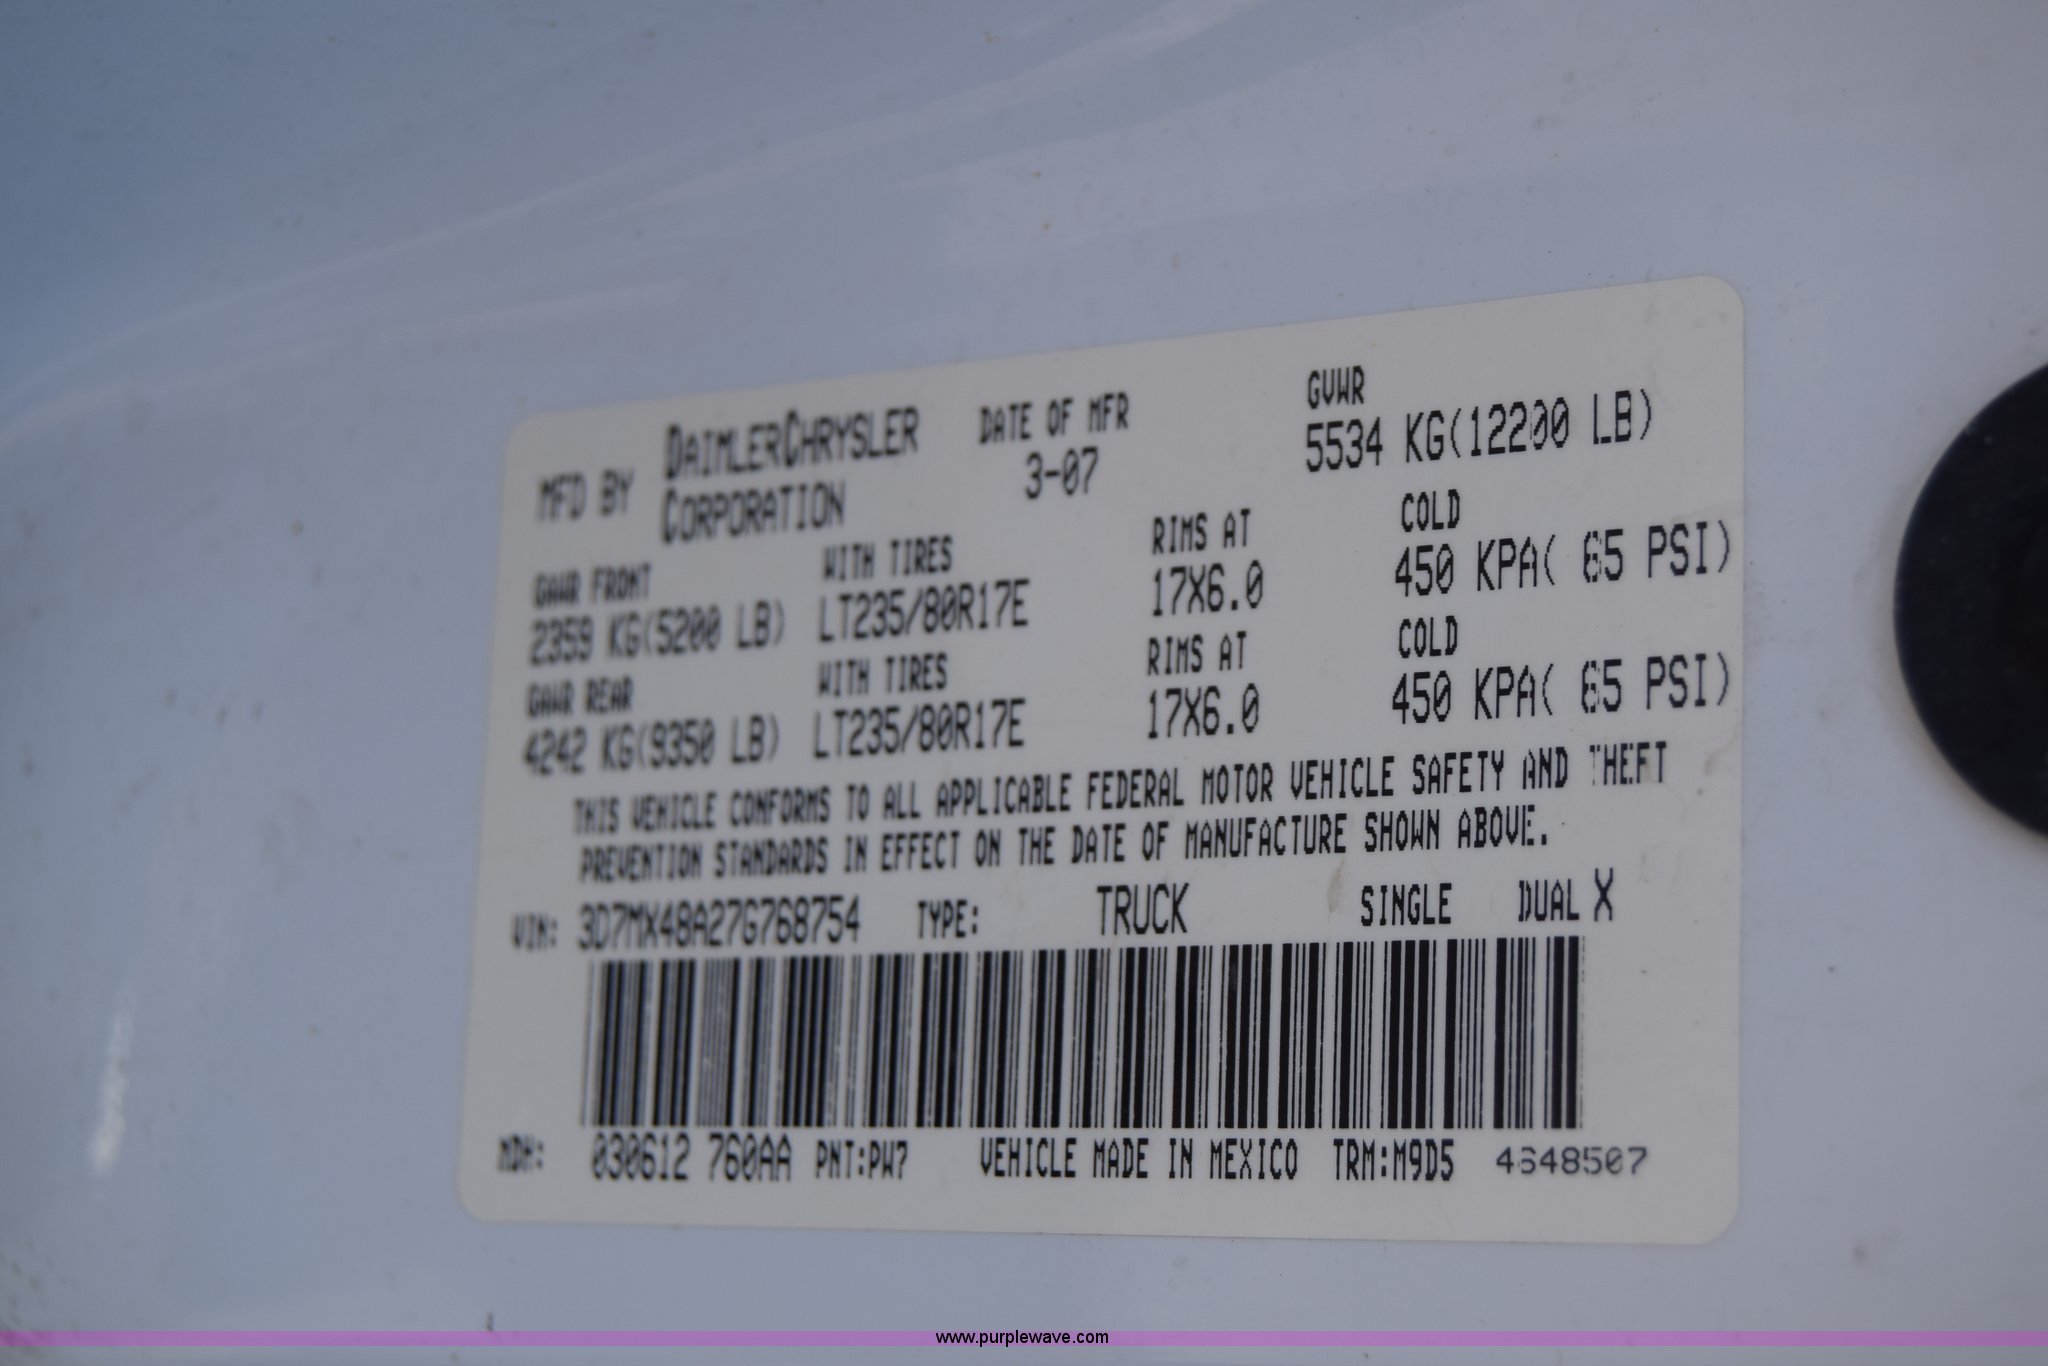 MFD BY DAIMLERCHRYSLER CORPORATION DATE OF MFR 3-07 GVWR 5534 KG(12200 LB)
GAWR FRONT WITH TIRES RIMS AT COLD
2359 KG(5200 LB) LT235/80R17E 17X6.0 450 KPA( 65 PSI)
GAWR REAR WITH TIRES RIMS AT COLD
4242 KG(9350 LB) LT235/80R17E 17X6.0 450 KPA( 65 PSI)
THIS VEHICLE CONFORMS TO ALL APPLICABLE FEDERAL MOTOR VEHICLE SAFETY AND THEFT
PREVENTION STANDARDS IN EFFECT ON THE DATE OF MANUFACTURE SHOWN ABOVE.
VIN: 3D7MX48A27G768754 TYPE: TRUCK SINGLE DUAL X
MDH: 030612 760AA PNT:PW7 VEHICLE MADE IN MEXICO TRM:M9D5 4648507
www.purplewave.com